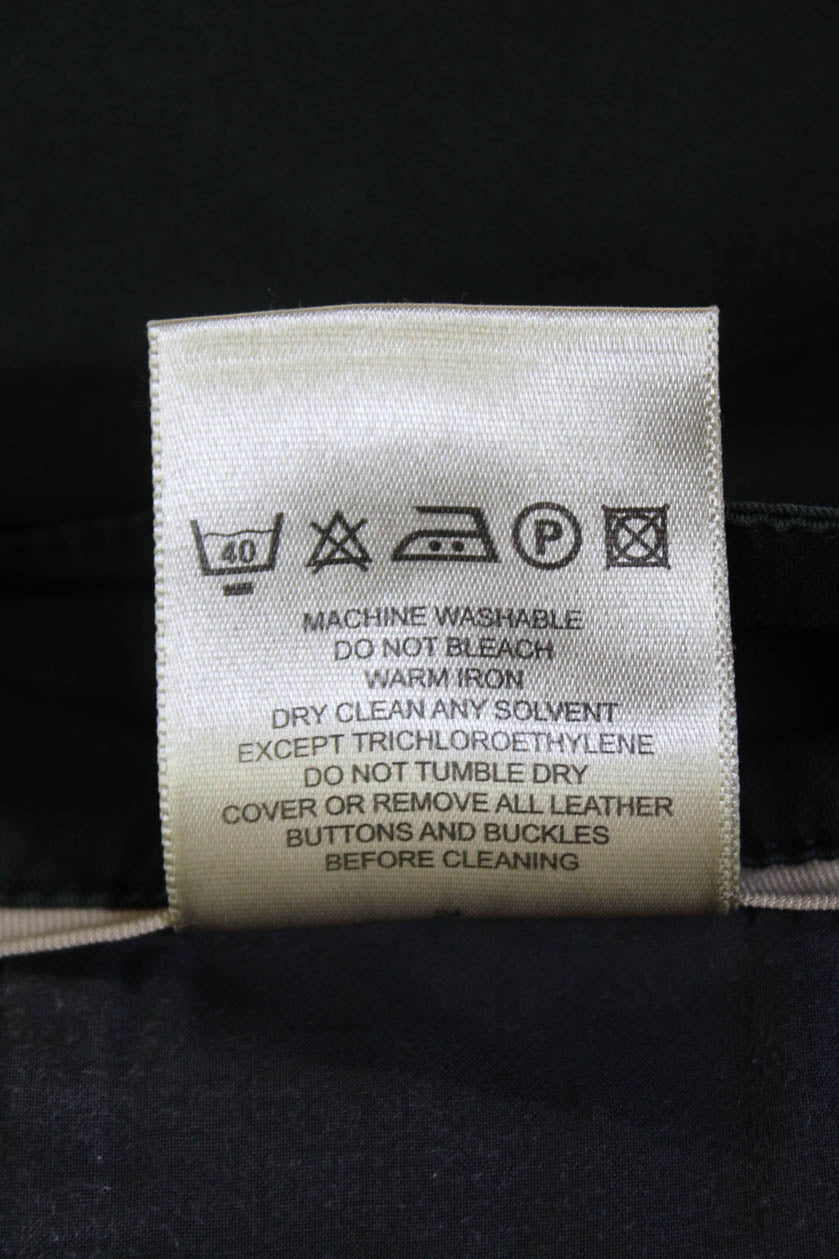 40 P
MACHINE WASHABLE
DO NOT BLEACH
WARM IRON
DRY CLEAN ANY SOLVENT
EXCEPT TRICHLOROETHYLENE
DO NOT TUMBLE DRY
COVER OR REMOVE ALL LEATHER
BUTTONS AND BUCKLES
BEFORE CLEANING